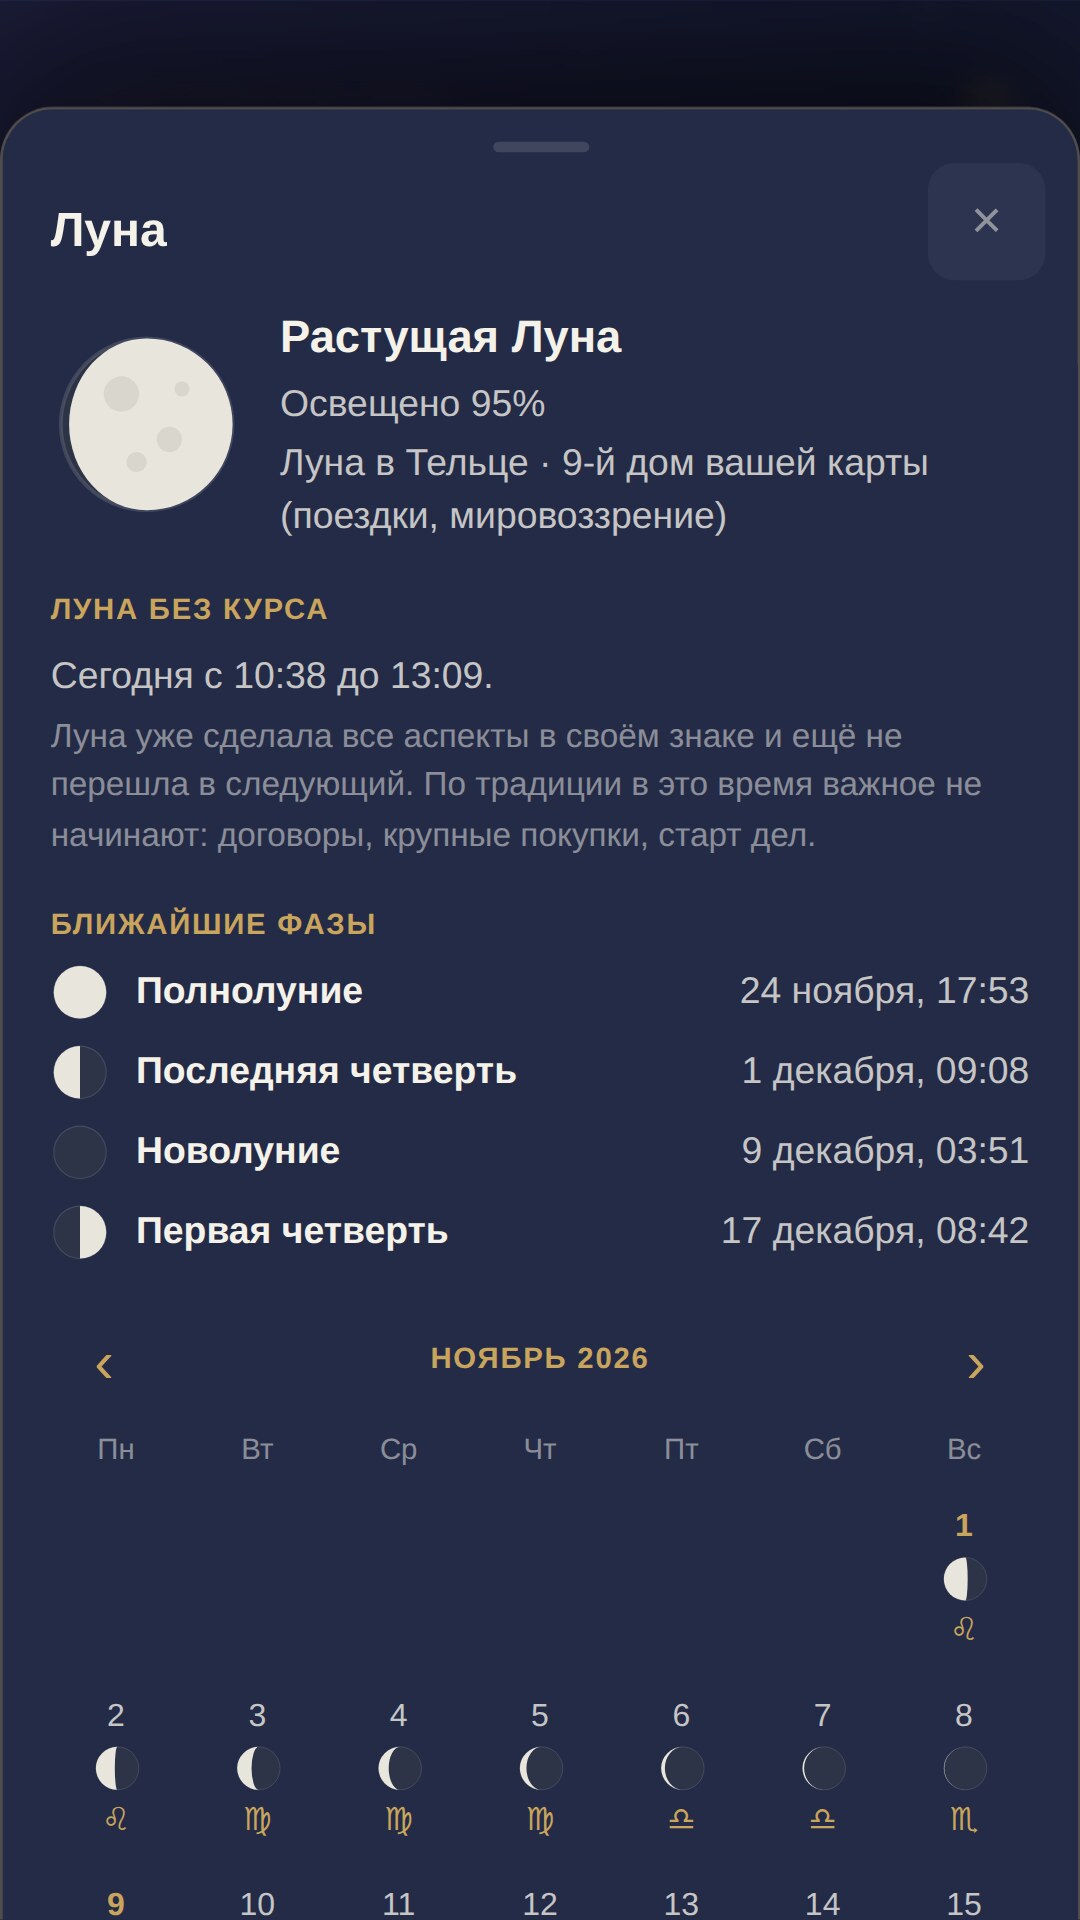 Луна
×
Растущая Луна
Освещено 95%
Луна в Тельце · 9-й дом вашей карты
(поездки, мировоззрение)
ЛУНА БЕЗ КУРСА
Сегодня с 10:38 до 13:09.
Луна уже сделала все аспекты в своём знаке и ещё не
перешла в следующий. По традиции в это время важное не
начинают: договоры, крупные покупки, старт дел.
БЛИЖАЙШИЕ ФАЗЫ
Полнолуние 24 ноября, 17:53
Последняя четверть 1 декабря, 09:08
Новолуние 9 декабря, 03:51
Первая четверть 17 декабря, 08:42
‹ НОЯБРЬ 2026 ›
Пн Вт Ср Чт Пт Сб Вс
1
♌
2 3 4 5 6 7 8
♌ ♍ ♍ ♍ ♎ ♎ ♏
9 10 11 12 13 14 15